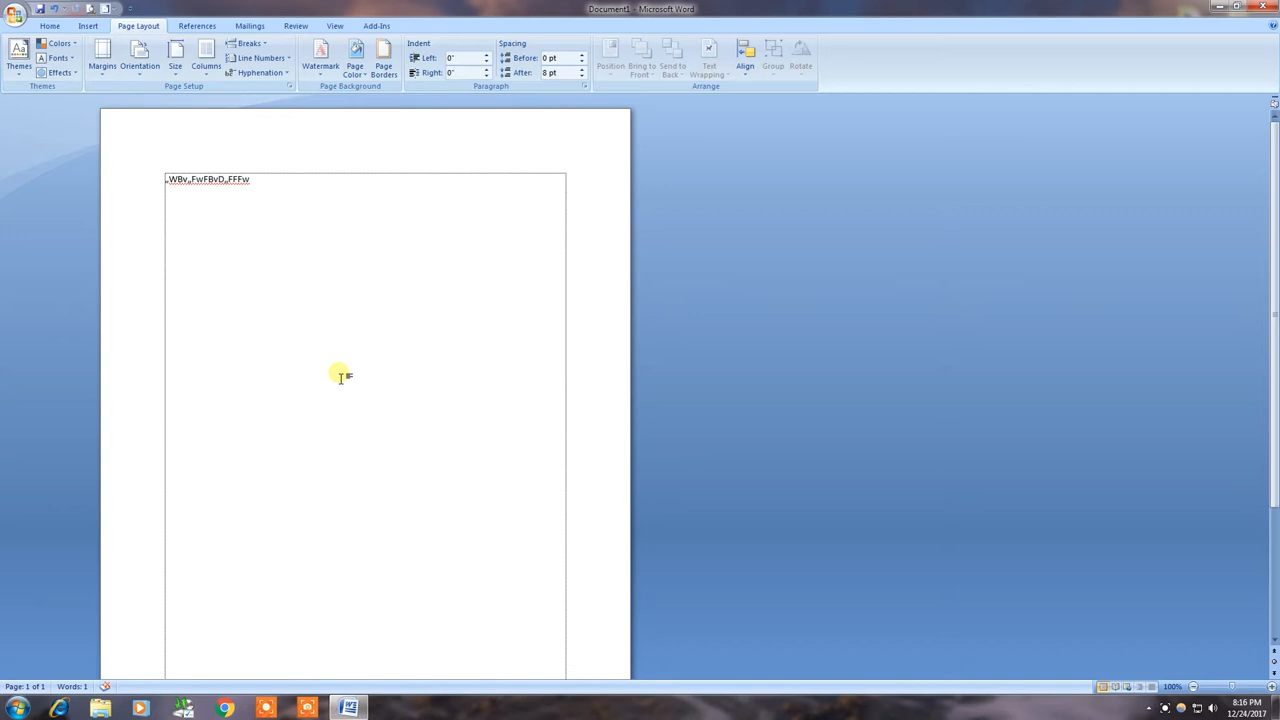 Document1 - Microsoft Word
Home Insert Page Layout References Mailings Review View Add-Ins
Themes
Colors
Fonts
Effects
Themes
Margins
Orientation
Size
Columns
Breaks
Line Numbers
Hyphenation
Page Setup
Watermark
Page Color
Page Borders
Page Background
Indent
Left: 0"
Right: 0"
Spacing
Before: 0 pt
After: 8 pt
Paragraph
Position
Bring to Front
Send to Back
Text Wrapping
Align
Group
Rotate
Arrange
„WBv„FwFBvD„FFFw
Page: 1 of 1 Words: 1
100%
8:16 PM
12/24/2017